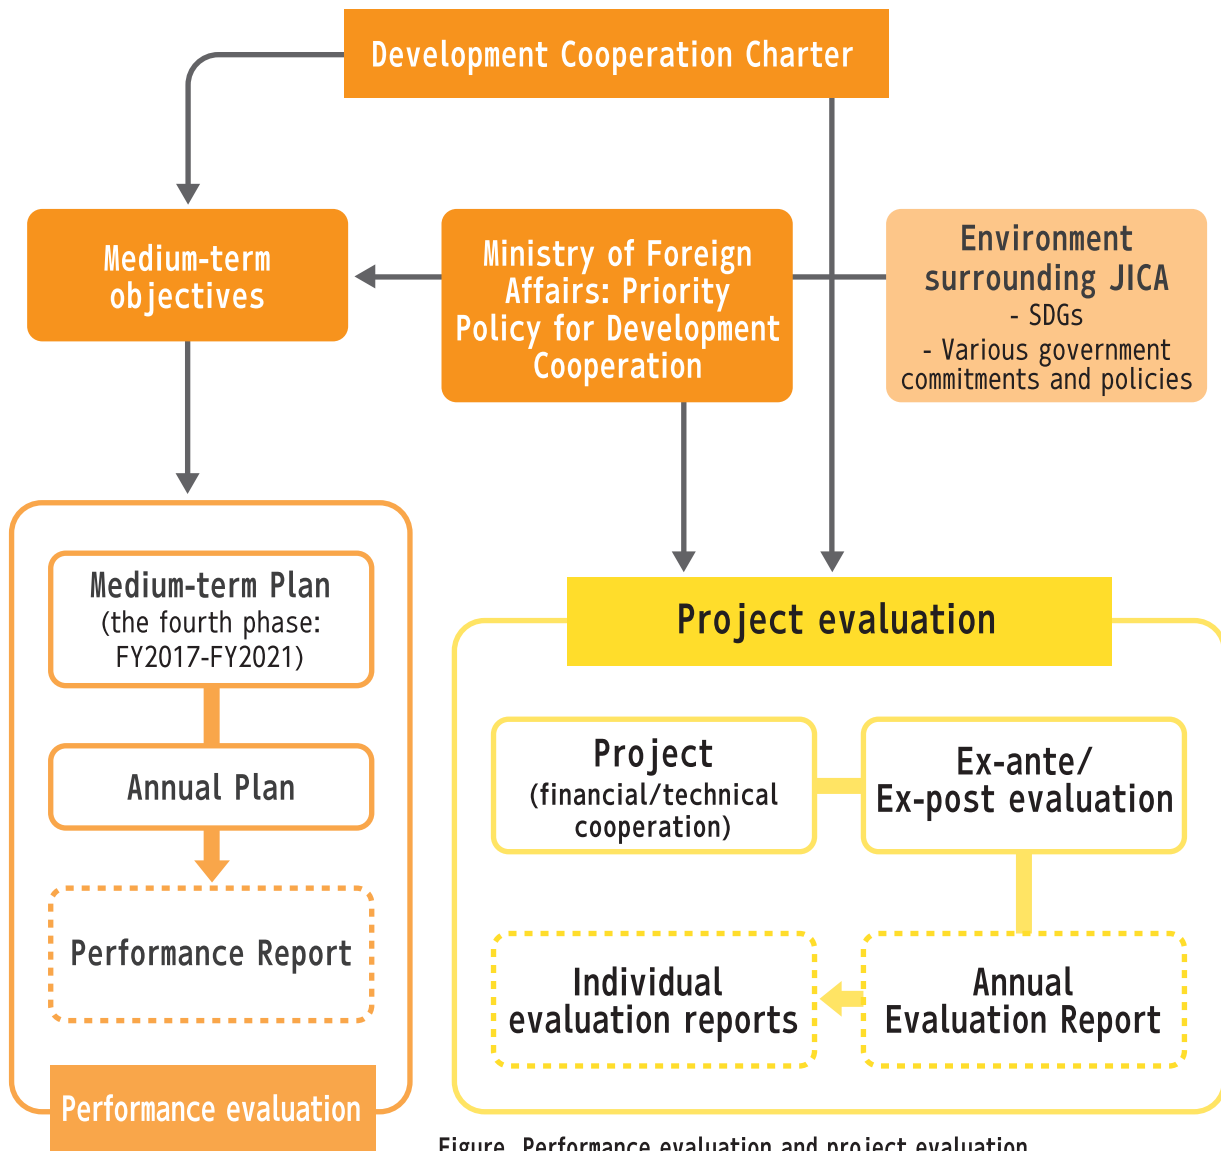 Development Cooperation Charter
Medium-term
objectives
Ministry of Foreign
Affairs: Priority
Policy for Development
Cooperation
Environment
surrounding JICA
- SDGs
- Various government
commitments and policies
Medium-term Plan
(the fourth phase:
FY2017-FY2021)
Annual Plan
Performance Report
Performance evaluation
Project evaluation
Project
(financial/technical
cooperation)
Ex-ante/
Ex-post evaluation
Individual
evaluation reports
Annual
Evaluation Report
Figure Performance evaluation and project evaluation